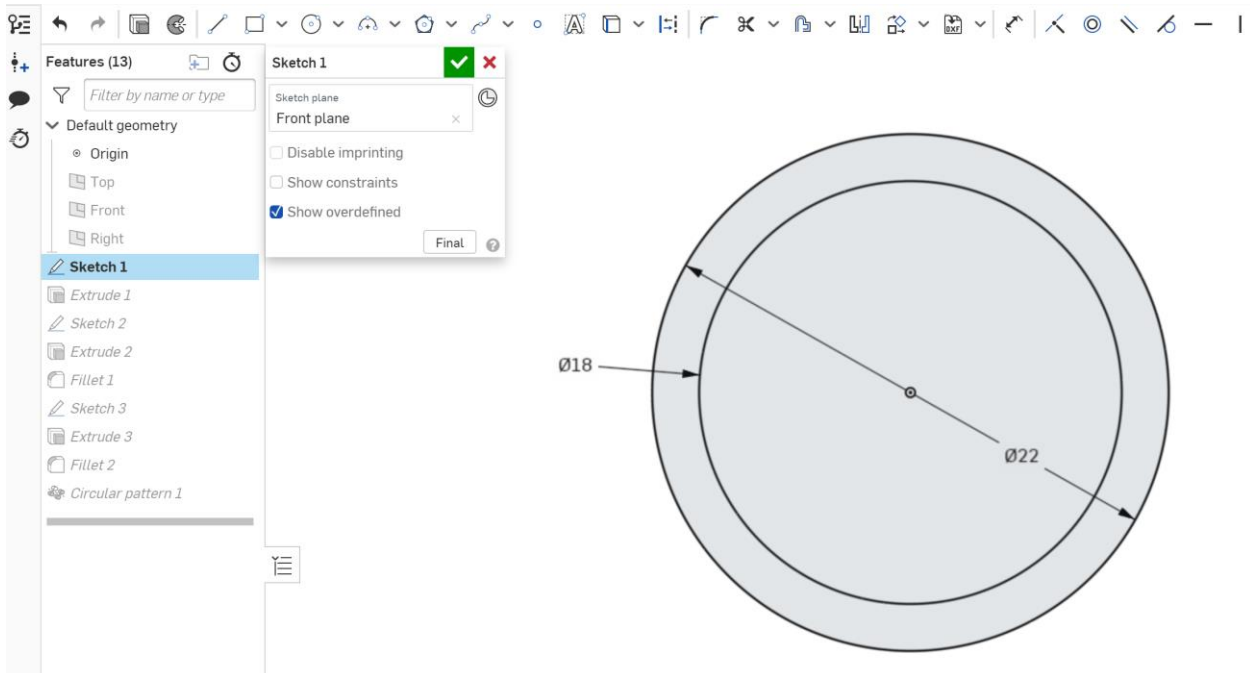 DXF
Features (13)
Filter by name or type
Default geometry
Origin
Top
Front
Right
Sketch 1
Extrude 1
Sketch 2
Extrude 2
Fillet 1
Sketch 3
Extrude 3
Fillet 2
Circular pattern 1
Sketch 1
Sketch plane
Front plane
Disable imprinting
Show constraints
Show overdefined
Final
Ø18
Ø22